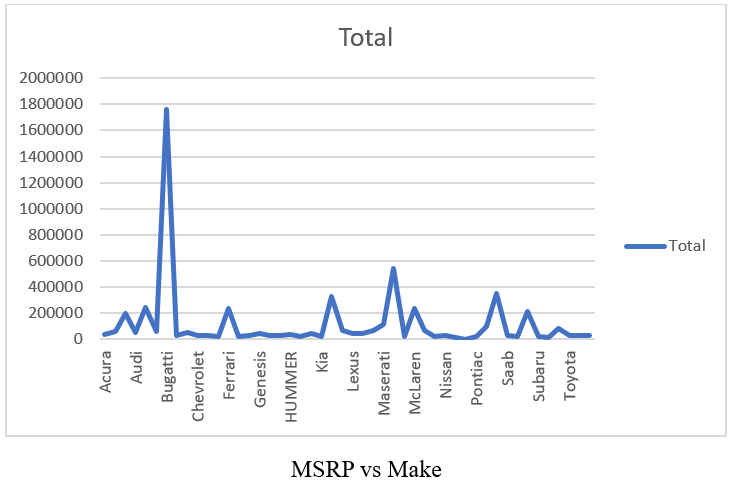 Total
2000000
1800000
1600000
1400000
1200000
1000000
800000
600000
400000
200000
0
Total
Acura
Audi
Bugatti
Chevrolet
Ferrari
Genesis
HUMMER
Kia
Lexus
Maserati
McLaren
Nissan
Pontiac
Saab
Subaru
Toyota
MSRP vs Make